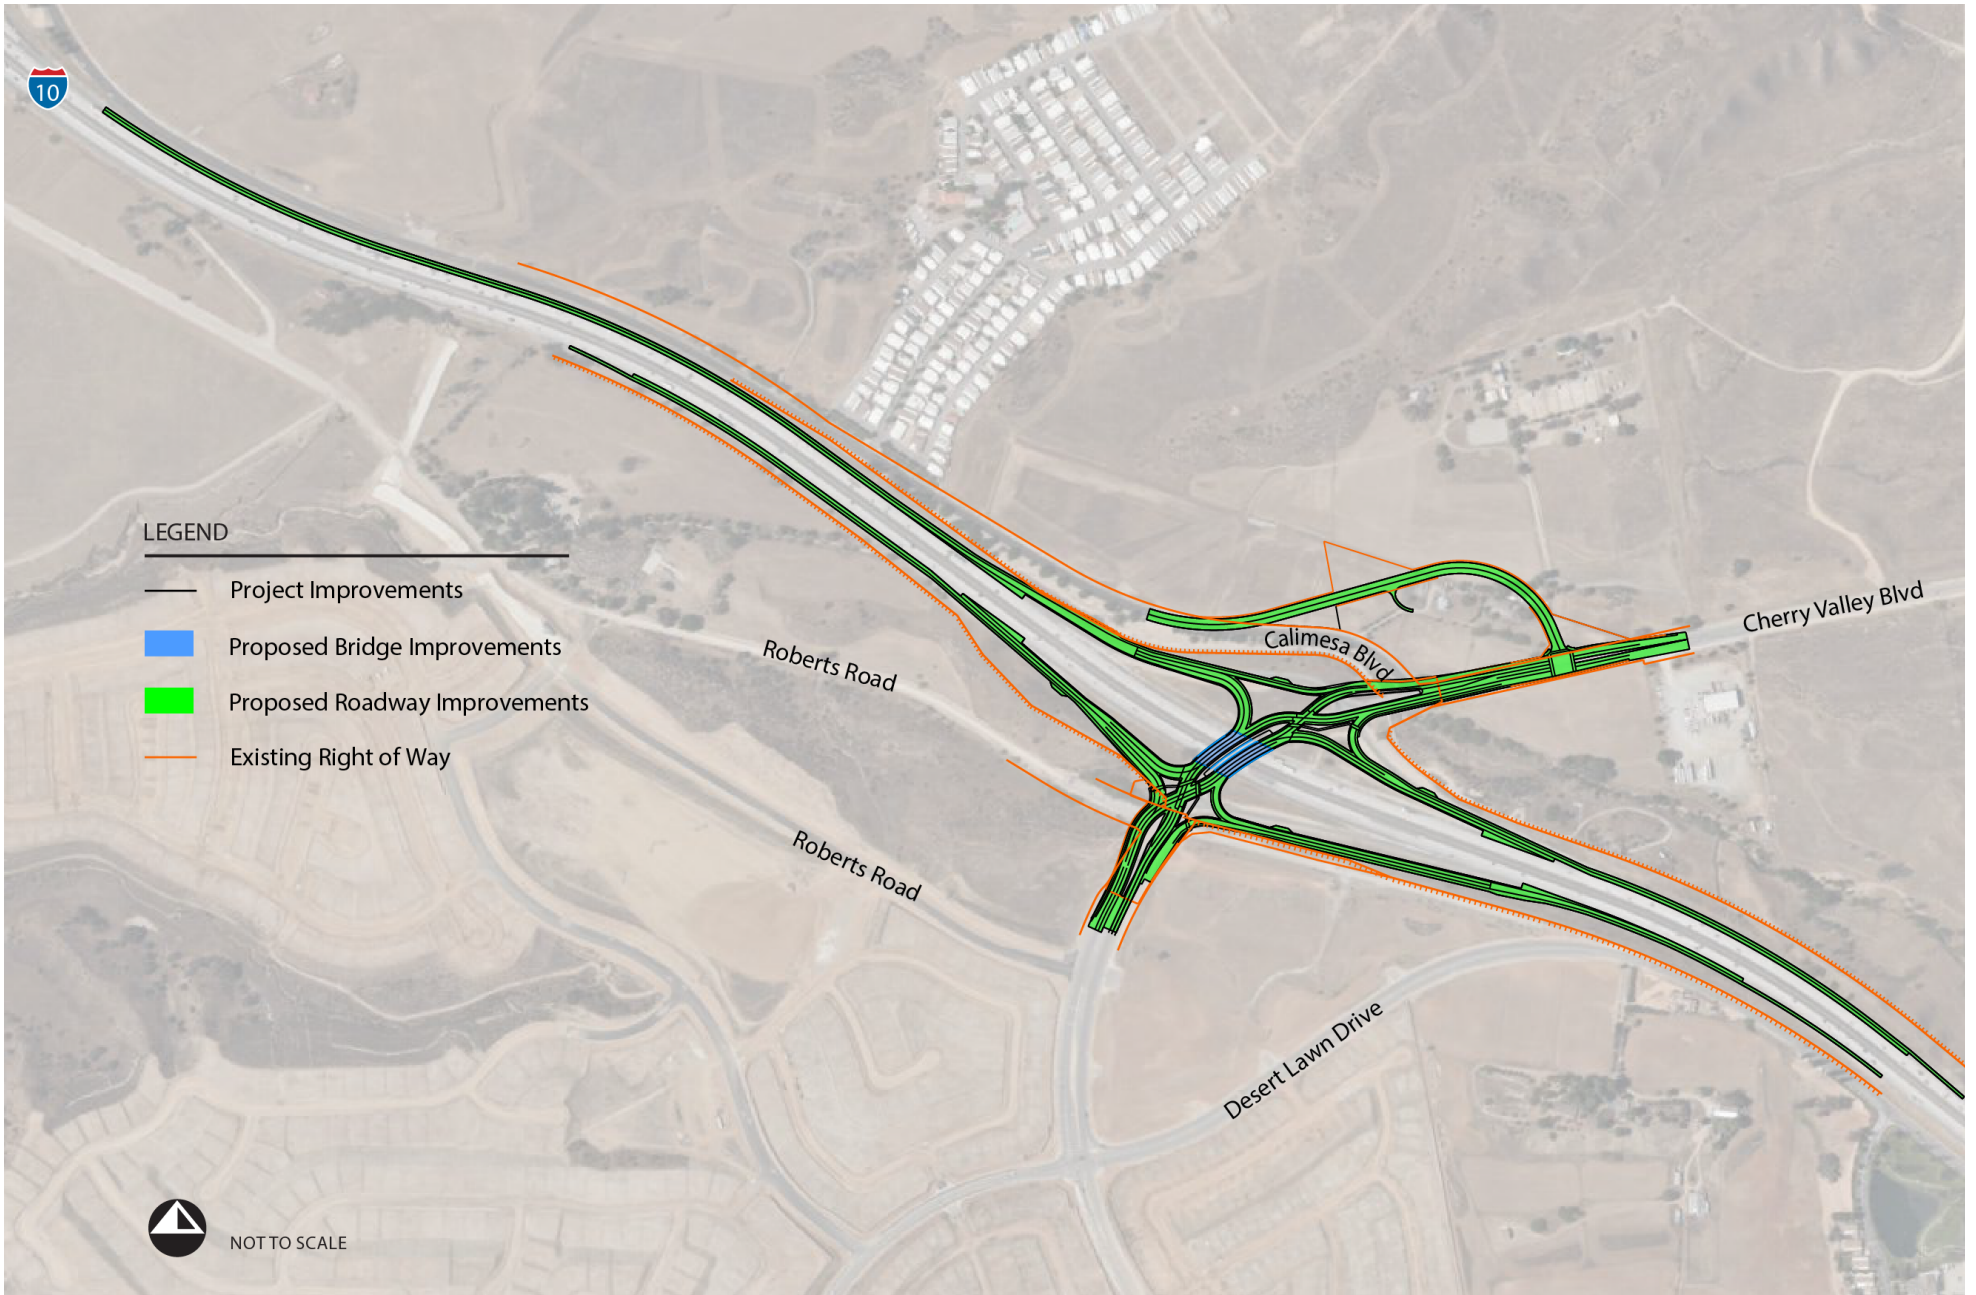 10
Cherry Valley Blvd
Calimesa Blvd
Roberts Road
Roberts Road
Desert Lawn Drive
LEGEND
Project Improvements
Proposed Bridge Improvements
Proposed Roadway Improvements
Existing Right of Way
NOT TO SCALE